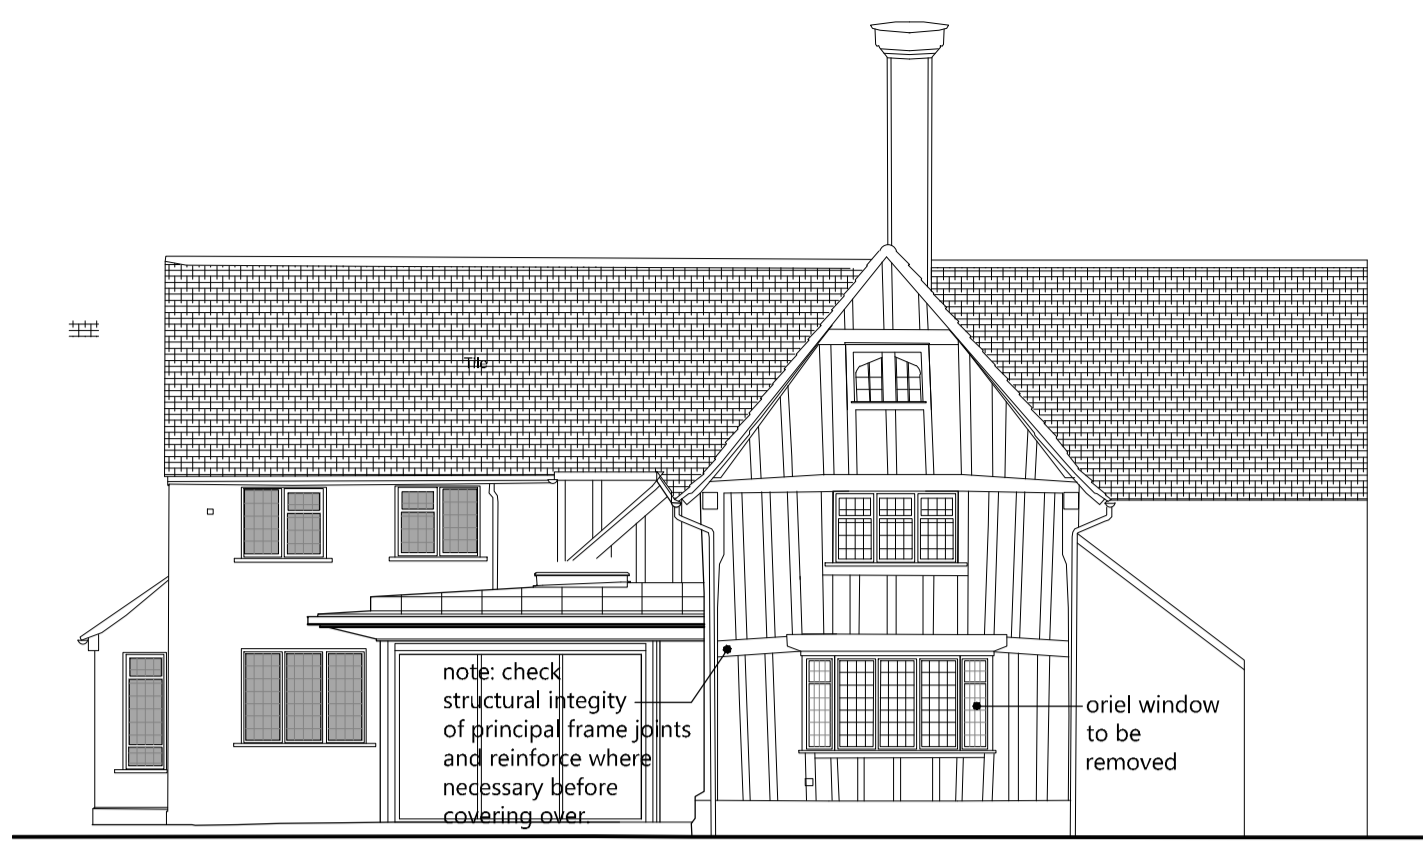 Tile
note: check
structural integity
of principal frame joints
and reinforce where
necessary before
covering over.
oriel window
to be
removed